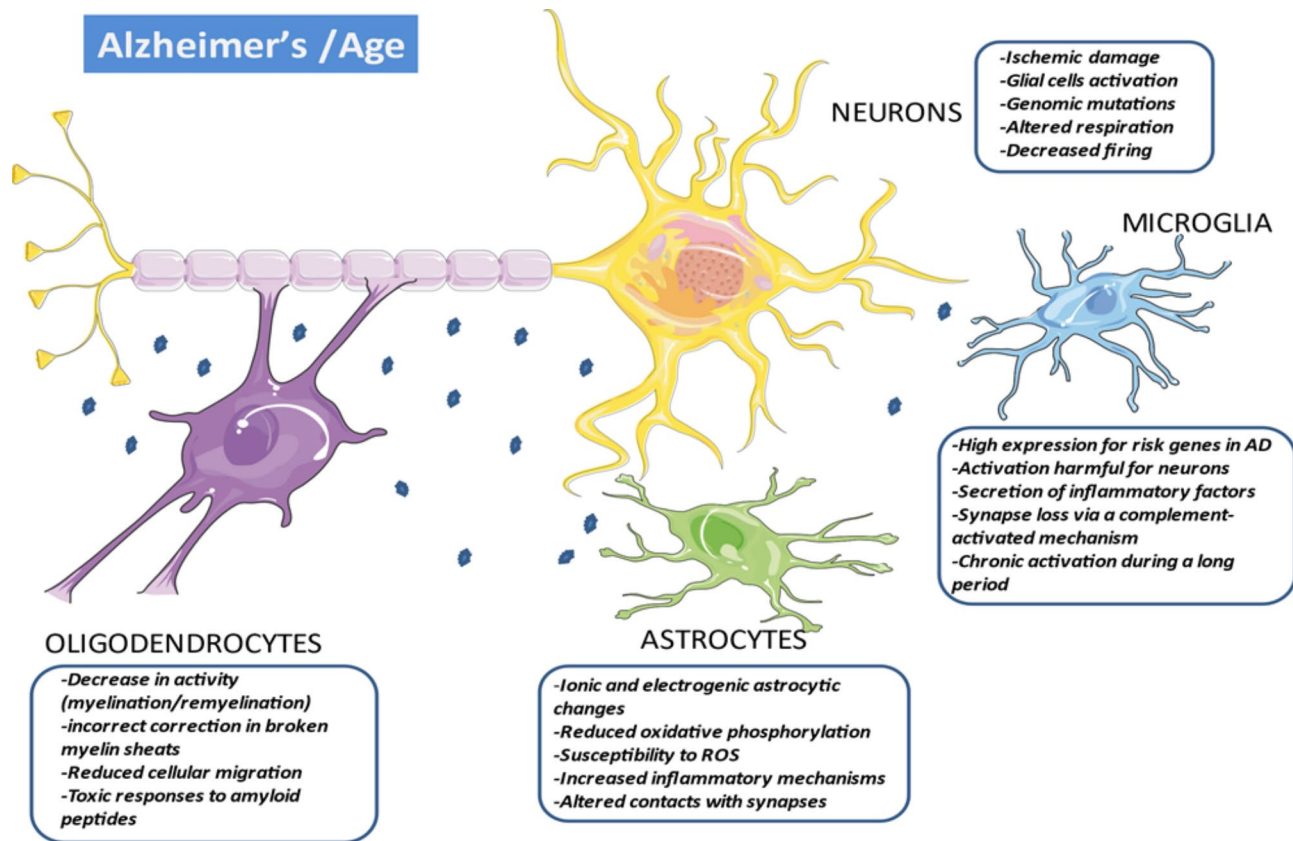 Alzheimer's /Age
NEURONS
-Ischemic damage
-Glial cells activation
-Genomic mutations
-Altered respiration
-Decreased firing
MICROGLIA
-High expression for risk genes in AD
-Activation harmful for neurons
-Secretion of inflammatory factors
-Synapse loss via a complement-
activated mechanism
-Chronic activation during a long
period
OLIGODENDROCYTES
-Decrease in activity
(myelination/remyelination)
-incorrect correction in broken
myelin sheats
-Reduced cellular migration
-Toxic responses to amyloid
peptides
ASTROCYTES
-Ionic and electrogenic astrocytic
changes
-Reduced oxidative phosphorylation
-Susceptibility to ROS
-Increased inflammatory mechanisms
-Altered contacts with synapses